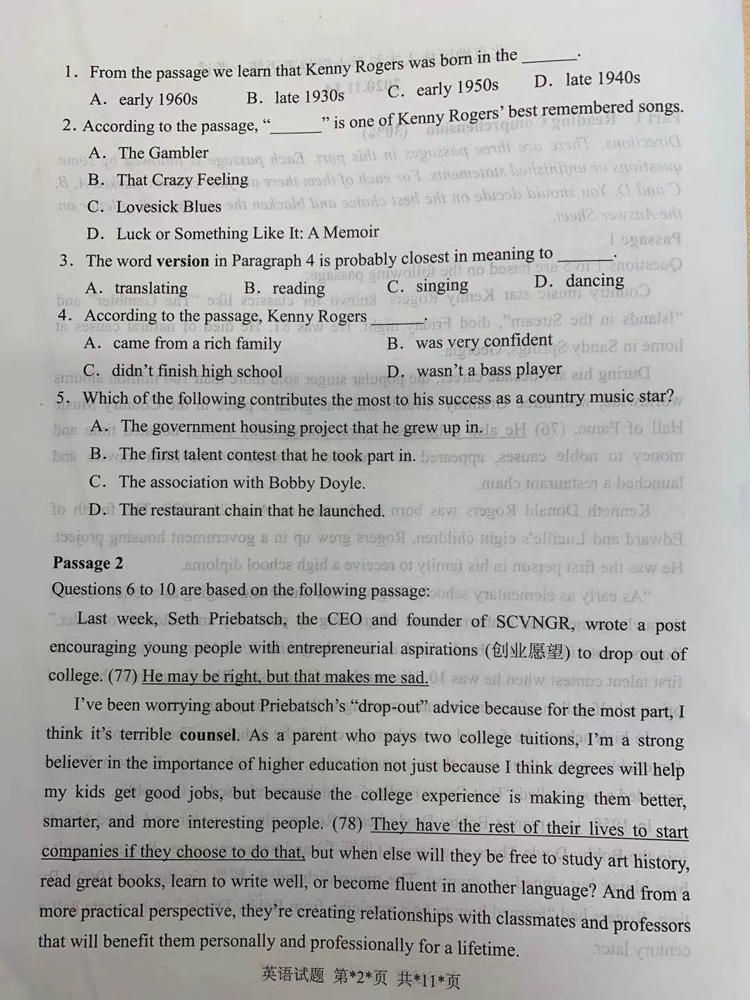 1. From the passage we learn that Kenny Rogers was born in the ______.
A. early 1960s B. late 1930s C. early 1950s D. late 1940s
2. According to the passage, “______” is one of Kenny Rogers’ best remembered songs.
A. The Gambler
B. That Crazy Feeling
C. Lovesick Blues
D. Luck or Something Like It: A Memoir
3. The word version in Paragraph 4 is probably closest in meaning to ______.
A. translating B. reading C. singing D. dancing
4. According to the passage, Kenny Rogers ______.
A. came from a rich family B. was very confident
C. didn’t finish high school D. wasn’t a bass player
5. Which of the following contributes the most to his success as a country music star?
A. The government housing project that he grew up in.
B. The first talent contest that he took part in.
C. The association with Bobby Doyle.
D. The restaurant chain that he launched.
Passage 2
Questions 6 to 10 are based on the following passage:
Last week, Seth Priebatsch, the CEO and founder of SCVNGR, wrote a post
encouraging young people with entrepreneurial aspirations (创业愿望) to drop out of
college. (77) He may be right, but that makes me sad.
I’ve been worrying about Priebatsch’s “drop-out” advice because for the most part, I
think it’s terrible counsel. As a parent who pays two college tuitions, I’m a strong
believer in the importance of higher education not just because I think degrees will help
my kids get good jobs, but because the college experience is making them better,
smarter, and more interesting people. (78) They have the rest of their lives to start
companies if they choose to do that, but when else will they be free to study art history,
read great books, learn to write well, or become fluent in another language? And from a
more practical perspective, they’re creating relationships with classmates and professors
that will benefit them personally and professionally for a lifetime.
英语试题 第*2*页 共*11*页